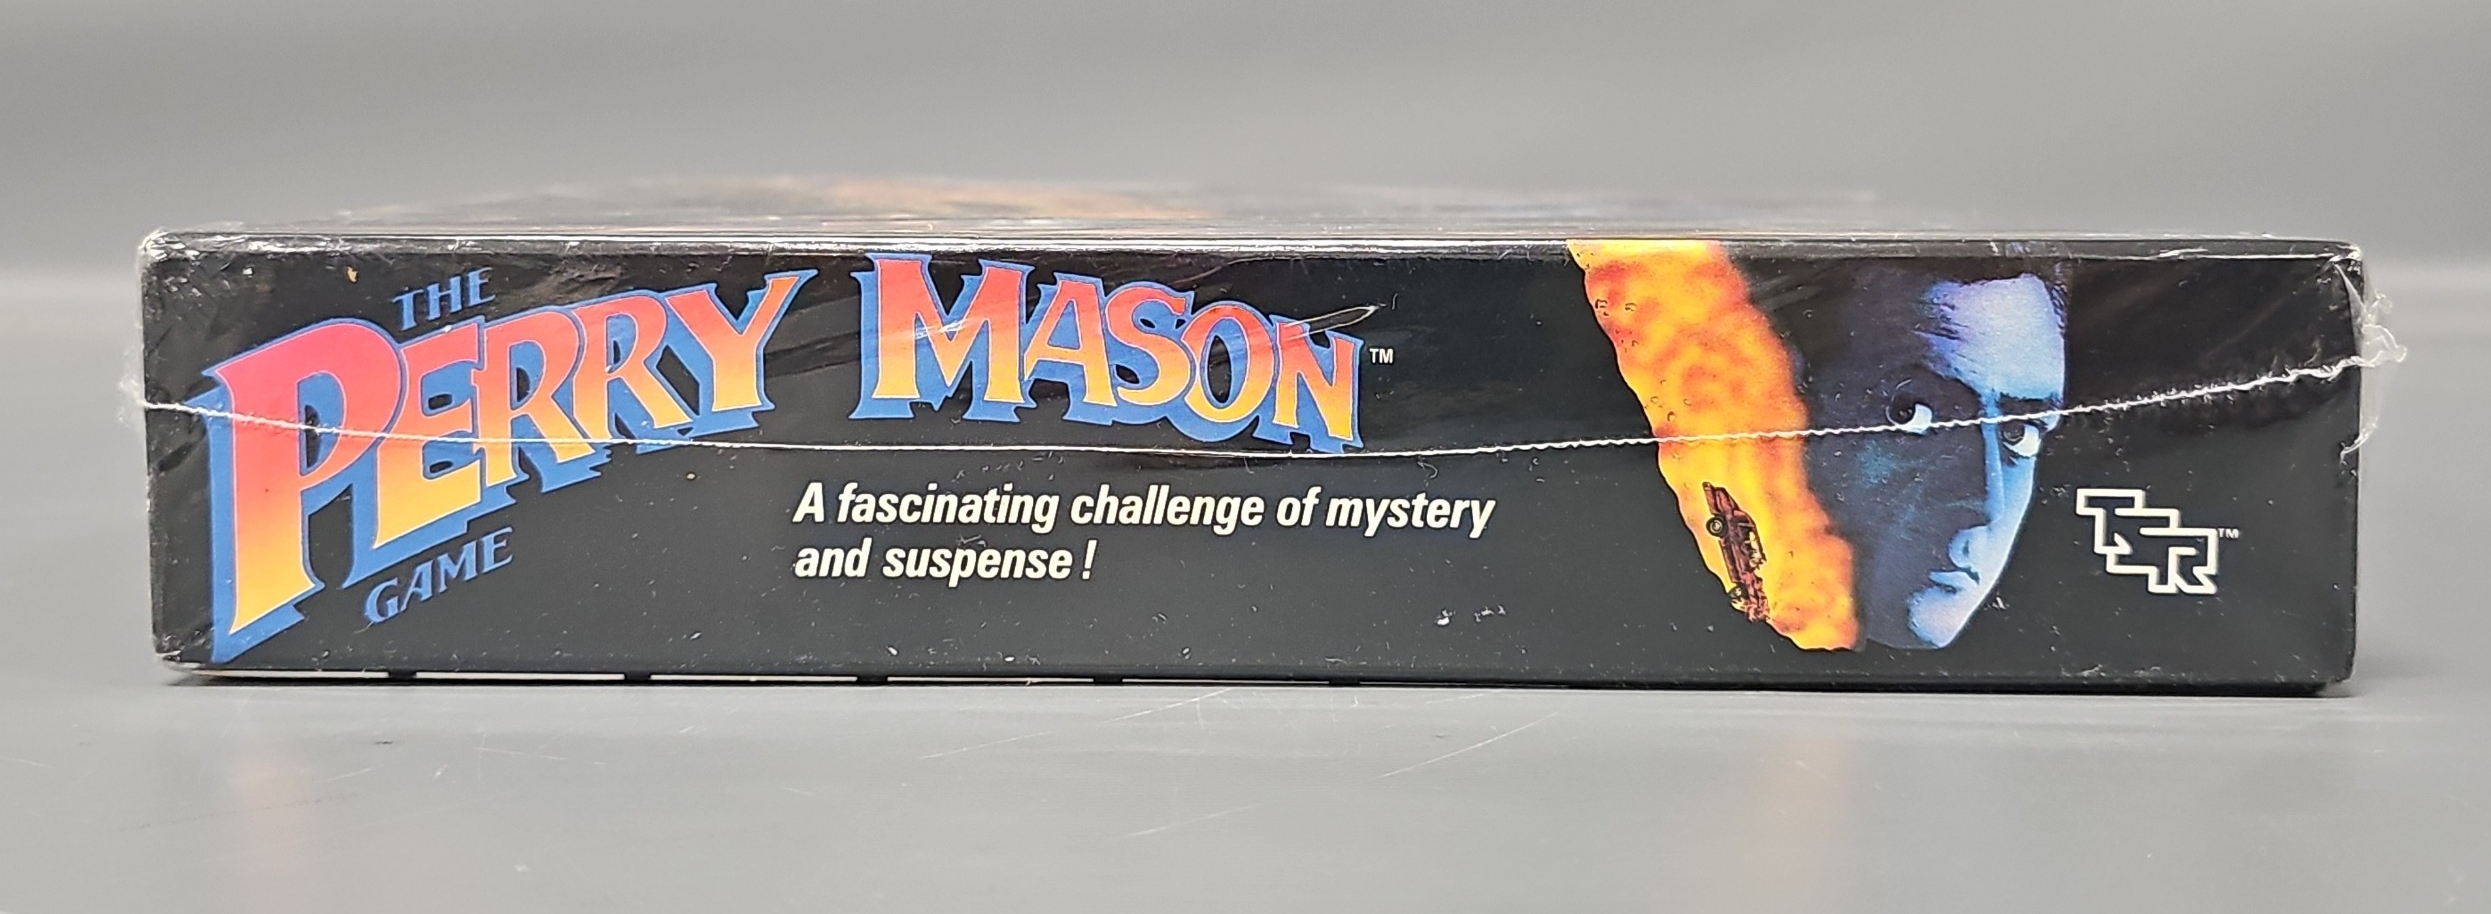 THE
PERRY MASON™
GAME
A fascinating challenge of mystery
and suspense!
TSR™